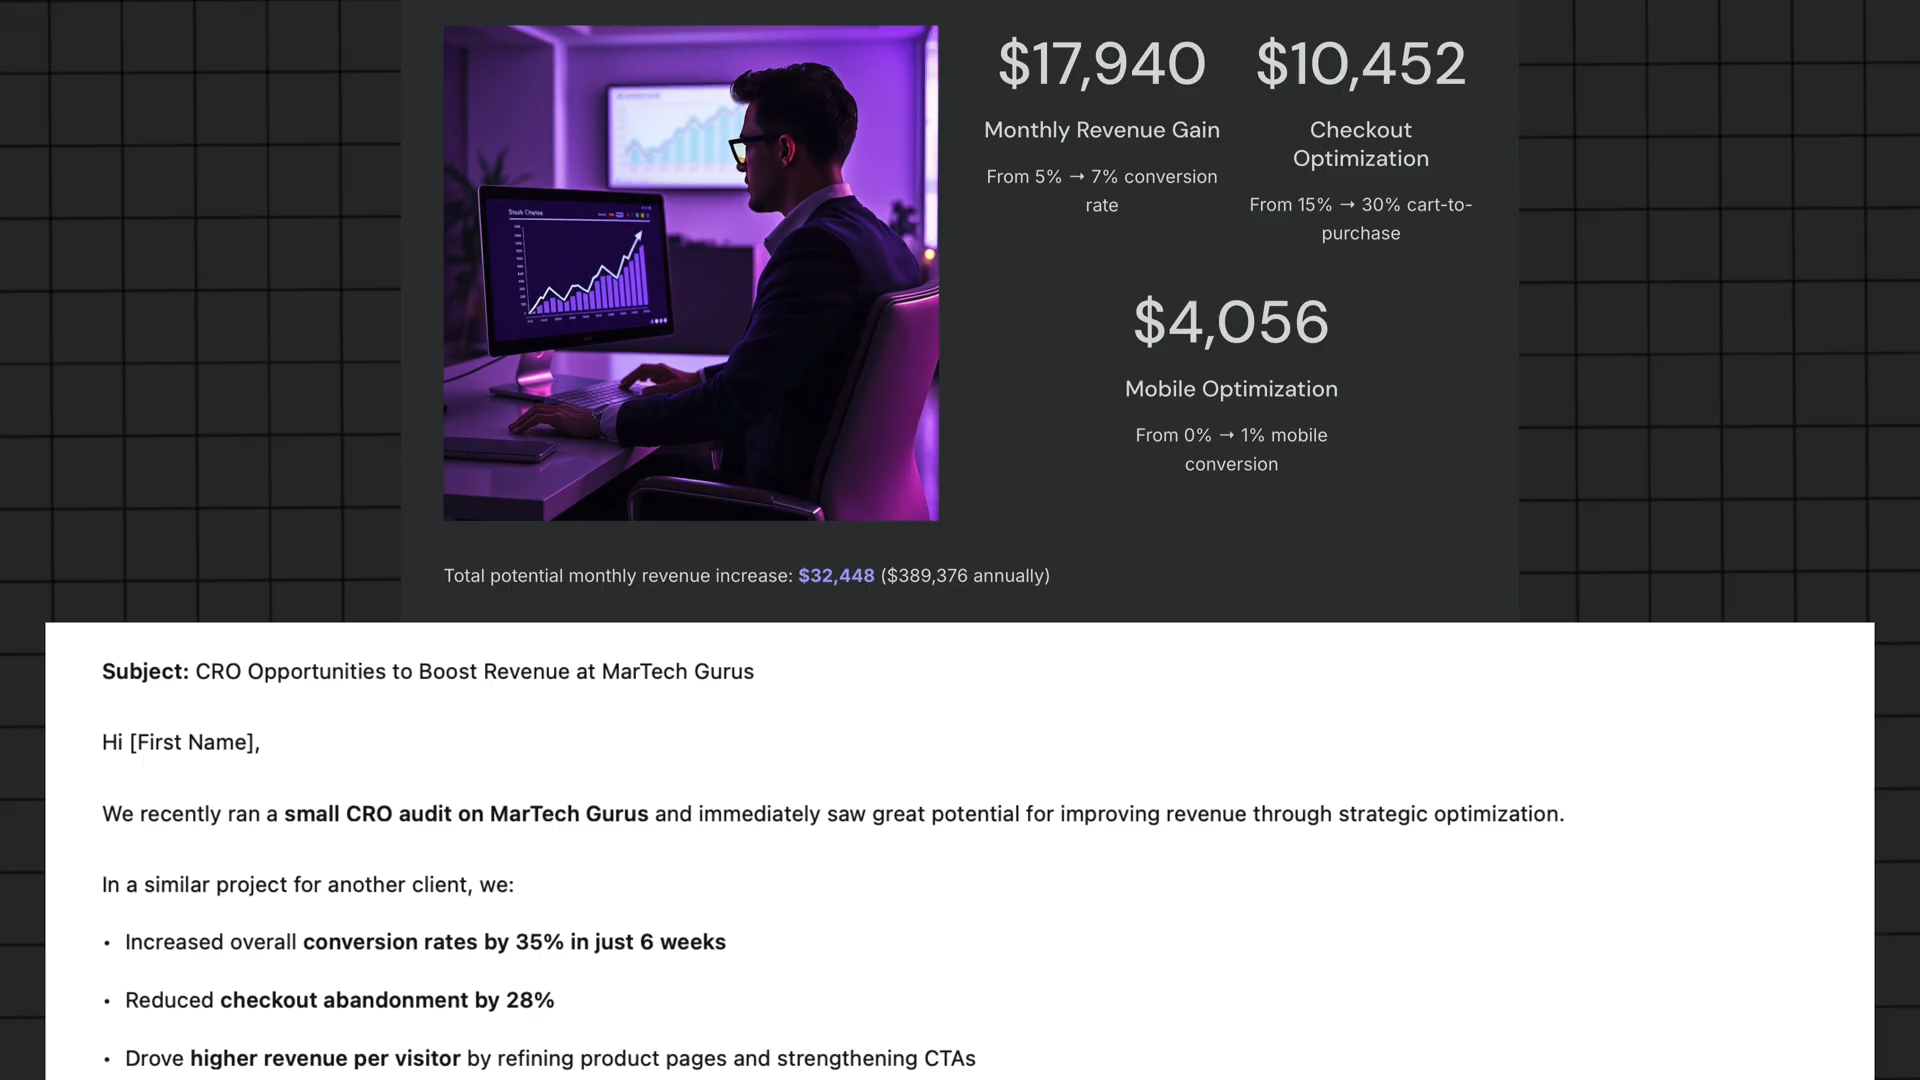 $17,940
Monthly Revenue Gain
From 5% → 7% conversion
rate
$10,452
Checkout
Optimization
From 15% → 30% cart-to-
purchase
$4,056
Mobile Optimization
From 0% → 1% mobile
conversion
Total potential monthly revenue increase: $32,448 ($389,376 annually)
Subject: CRO Opportunities to Boost Revenue at MarTech Gurus
Hi [First Name],
We recently ran a small CRO audit on MarTech Gurus and immediately saw great potential for improving revenue through strategic optimization.
In a similar project for another client, we:
• Increased overall conversion rates by 35% in just 6 weeks
• Reduced checkout abandonment by 28%
• Drove higher revenue per visitor by refining product pages and strengthening CTAs